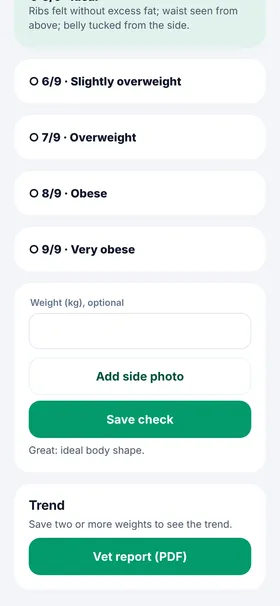 Ribs felt without excess fat; waist seen from
above; belly tucked from the side.
6/9 · Slightly overweight
7/9 · Overweight
8/9 · Obese
9/9 · Very obese
Weight (kg), optional
Add side photo
Save check
Great: ideal body shape.
Trend
Save two or more weights to see the trend.
Vet report (PDF)